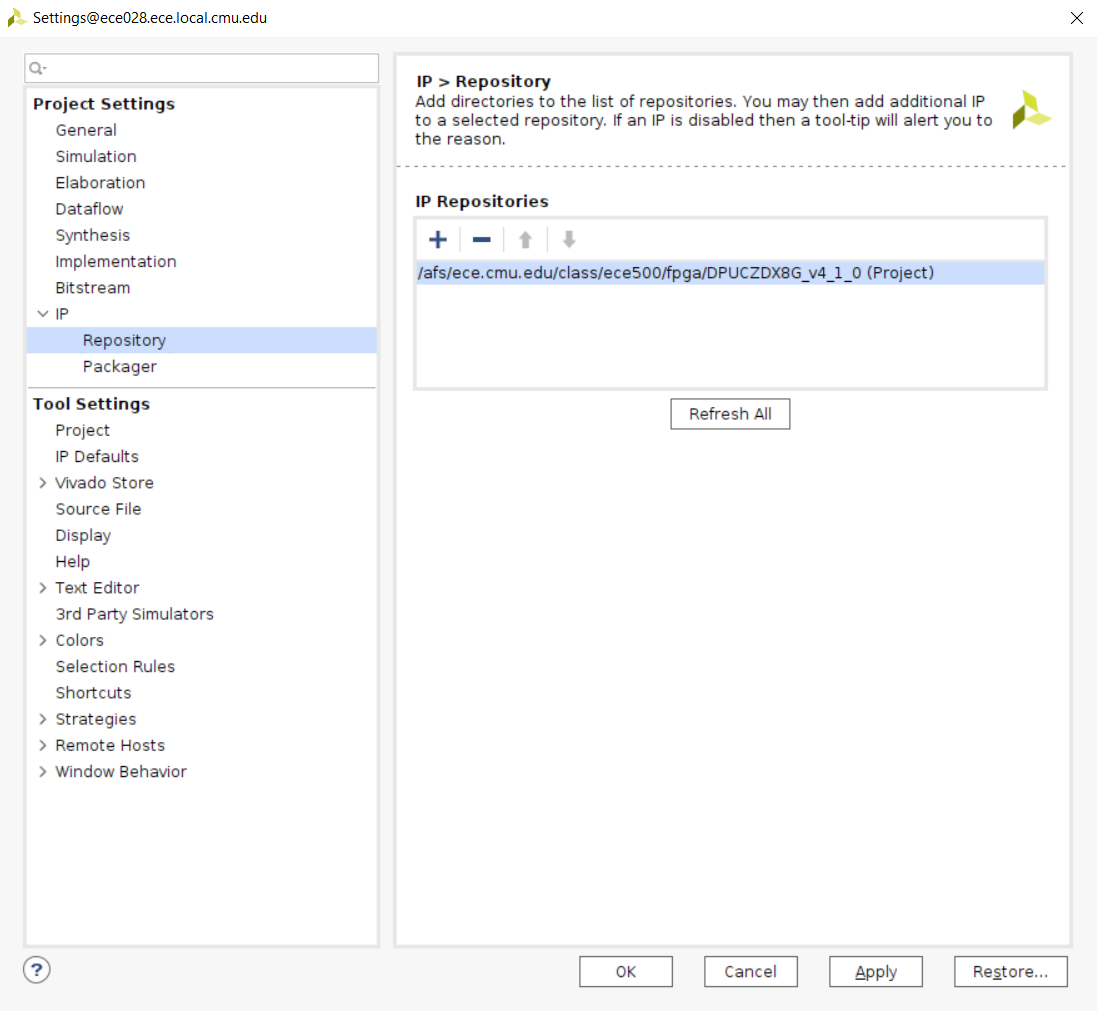 Settings@ece028.ece.local.cmu.edu
Project Settings
General
Simulation
Elaboration
Dataflow
Synthesis
Implementation
Bitstream
IP
Repository
Packager
Tool Settings
Project
IP Defaults
Vivado Store
Source File
Display
Help
Text Editor
3rd Party Simulators
Colors
Selection Rules
Shortcuts
Strategies
Remote Hosts
Window Behavior
IP > Repository
Add directories to the list of repositories. You may then add additional IP
to a selected repository. If an IP is disabled then a tool-tip will alert you to
the reason.
IP Repositories
/afs/ece.cmu.edu/class/ece500/fpga/DPUCZDX8G_v4_1_0 (Project)
Refresh All
?
OK
Cancel
Apply
Restore...